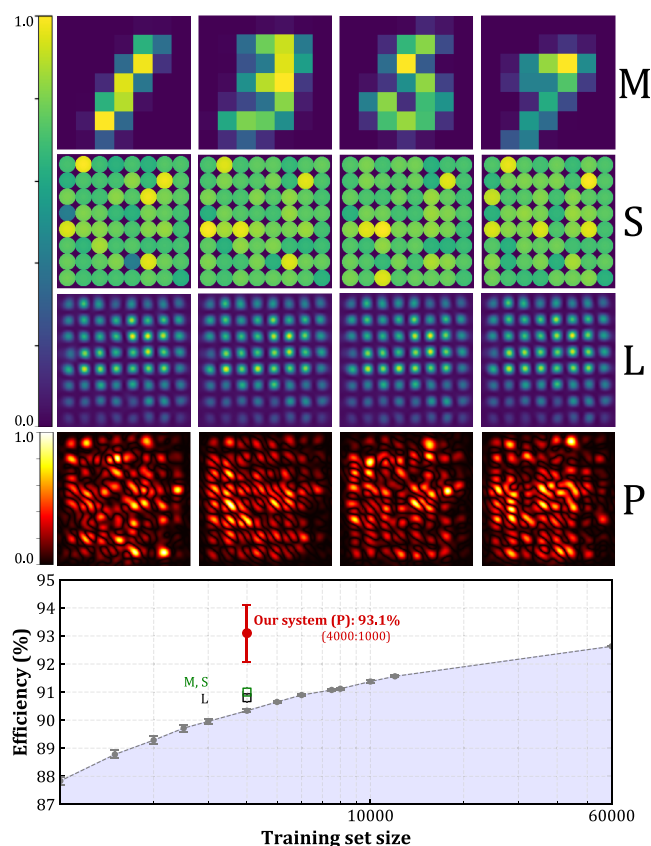 1.0
M
S
L
0.0
1.0
P
0.0
95
94
93
92
91
90
89
88
87
Efficiency (%)
Our system (P): 93.1%
(4000:1000)
M, S
L
10000
60000
Training set size